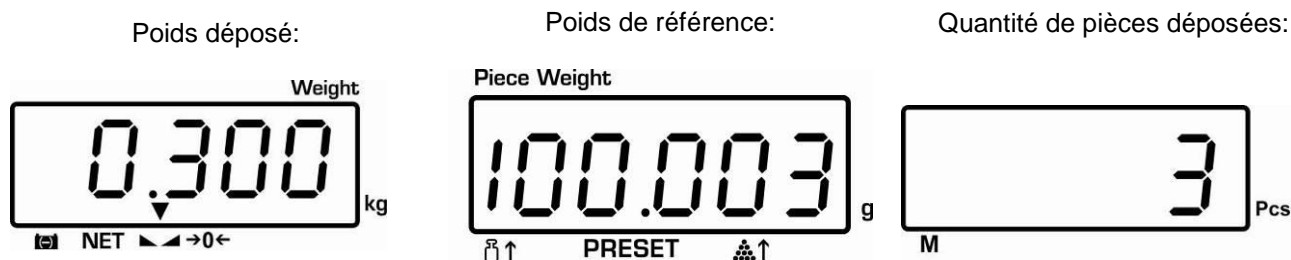 Poids déposé:
Poids de référence:
Quantité de pièces déposées:
Weight
0.300
kg
NET →0←
Piece Weight
100.003
g
↑ PRESET ↑
3
Pcs
M